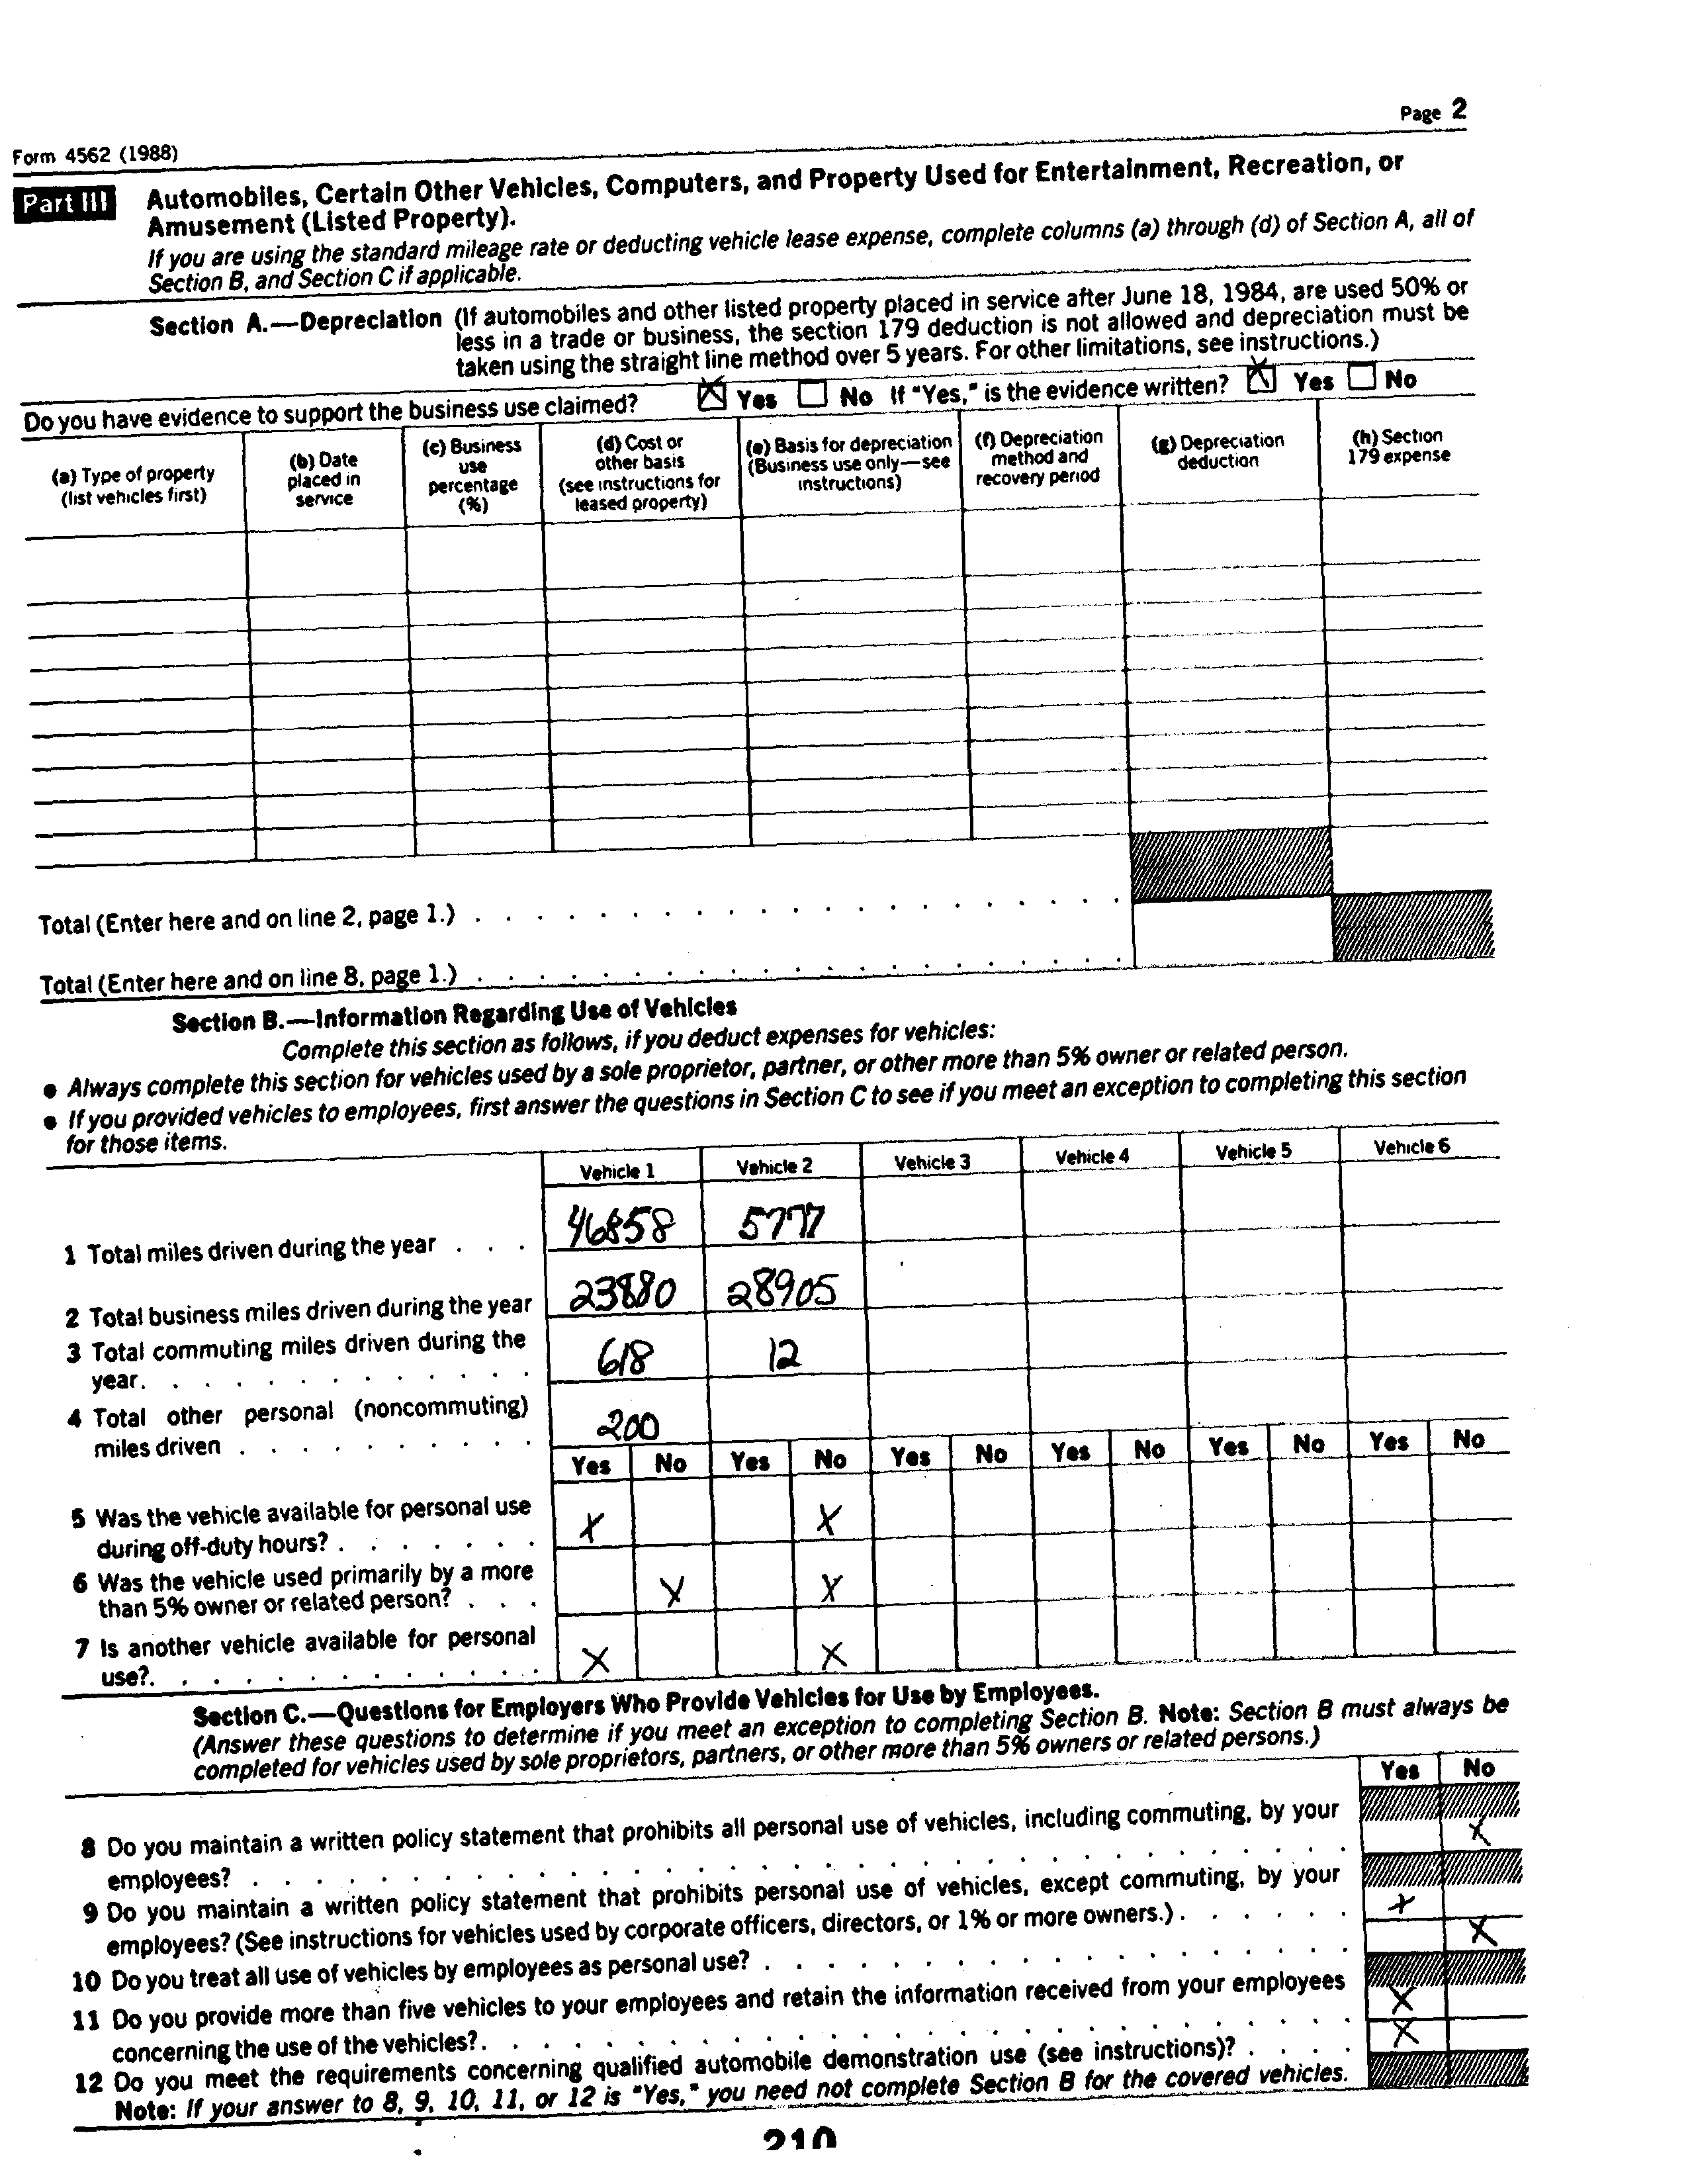 Page 2
Form 4562 (1988)
Part III Automobiles, Certain Other Vehicles, Computers, and Property Used for Entertainment, Recreation, or
Amusement (Listed Property).
If you are using the standard mileage rate or deducting vehicle lease expense, complete columns (a) through (d) of Section A, all of
Section B, and Section C if applicable.
Section A.—Depreciation (If automobiles and other listed property placed in service after June 18, 1984, are used 50% or
less in a trade or business, the section 179 deduction is not allowed and depreciation must be
taken using the straight line method over 5 years. For other limitations, see instructions.)
Do you have evidence to support the business use claimed? X Yes No If "Yes," is the evidence written? X Yes No
(a) Type of property
(list vehicles first)
(b) Date
placed in
service
(c) Business
use
percentage
(%)
(d) Cost or
other basis
(see instructions for
leased property)
(e) Basis for depreciation
(Business use only—see
instructions)
(f) Depreciation
method and
recovery period
(g) Depreciation
deduction
(h) Section
179 expense
Total (Enter here and on line 2, page 1.) . . . . . . . . . . . . . . . . . . . . .
Total (Enter here and on line 8, page 1.) . . . . . . . . . . . . . . . . . . . . .
Section B.—Information Regarding Use of Vehicles
Complete this section as follows, if you deduct expenses for vehicles:
● Always complete this section for vehicles used by a sole proprietor, partner, or other more than 5% owner or related person.
● If you provided vehicles to employees, first answer the questions in Section C to see if you meet an exception to completing this section
for those items.
Vehicle 1 Vehicle 2 Vehicle 3 Vehicle 4 Vehicle 5 Vehicle 6
1 Total miles driven during the year . . . 46858 5777
2 Total business miles driven during the year 23880 28905
3 Total commuting miles driven during the
year. . . . . . . . . . . . . 618 12
4 Total other personal (noncommuting)
miles driven . . . . . . . . . . 200
Yes No Yes No Yes No Yes No Yes No Yes No
5 Was the vehicle available for personal use
during off-duty hours? . . . . . . . X X
6 Was the vehicle used primarily by a more
than 5% owner or related person? . . . X X
7 Is another vehicle available for personal
use?. . . . . . . . . . . . . X X
Section C.—Questions for Employers Who Provide Vehicles for Use by Employees.
(Answer these questions to determine if you meet an exception to completing Section B. Note: Section B must always be
completed for vehicles used by sole proprietors, partners, or other more than 5% owners or related persons.)
Yes No
8 Do you maintain a written policy statement that prohibits all personal use of vehicles, including commuting, by your
employees? . . . . . . . . . . . . . . . . . . . . . . . . . . . . . . . . . . . X
9 Do you maintain a written policy statement that prohibits personal use of vehicles, except commuting, by your
employees? (See instructions for vehicles used by corporate officers, directors, or 1% or more owners.) . . . . . . X
10 Do you treat all use of vehicles by employees as personal use? . . . . . . . . . . . . . . . . . . . X
11 Do you provide more than five vehicles to your employees and retain the information received from your employees
concerning the use of the vehicles?. . . . . . . . . . . . . . . . . . . . . . . . . . . . X
12 Do you meet the requirements concerning qualified automobile demonstration use (see instructions)? . . . . X
Note: If your answer to 8, 9, 10, 11, or 12 is "Yes," you need not complete Section B for the covered vehicles.
210